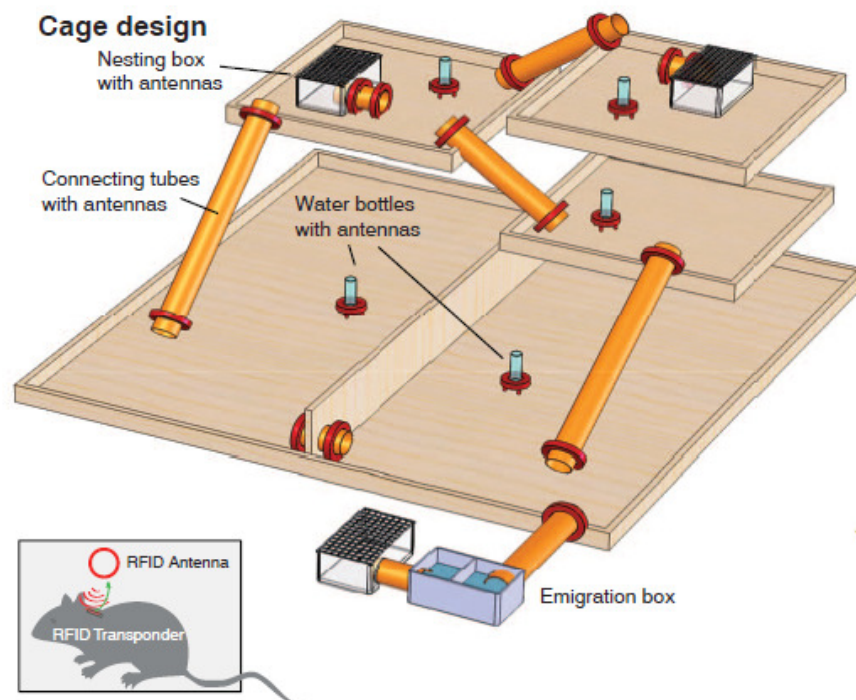 Cage design
Nesting box
with antennas
Connecting tubes
with antennas
Water bottles
with antennas
Emigration box
RFID Antenna
RFID Transponder